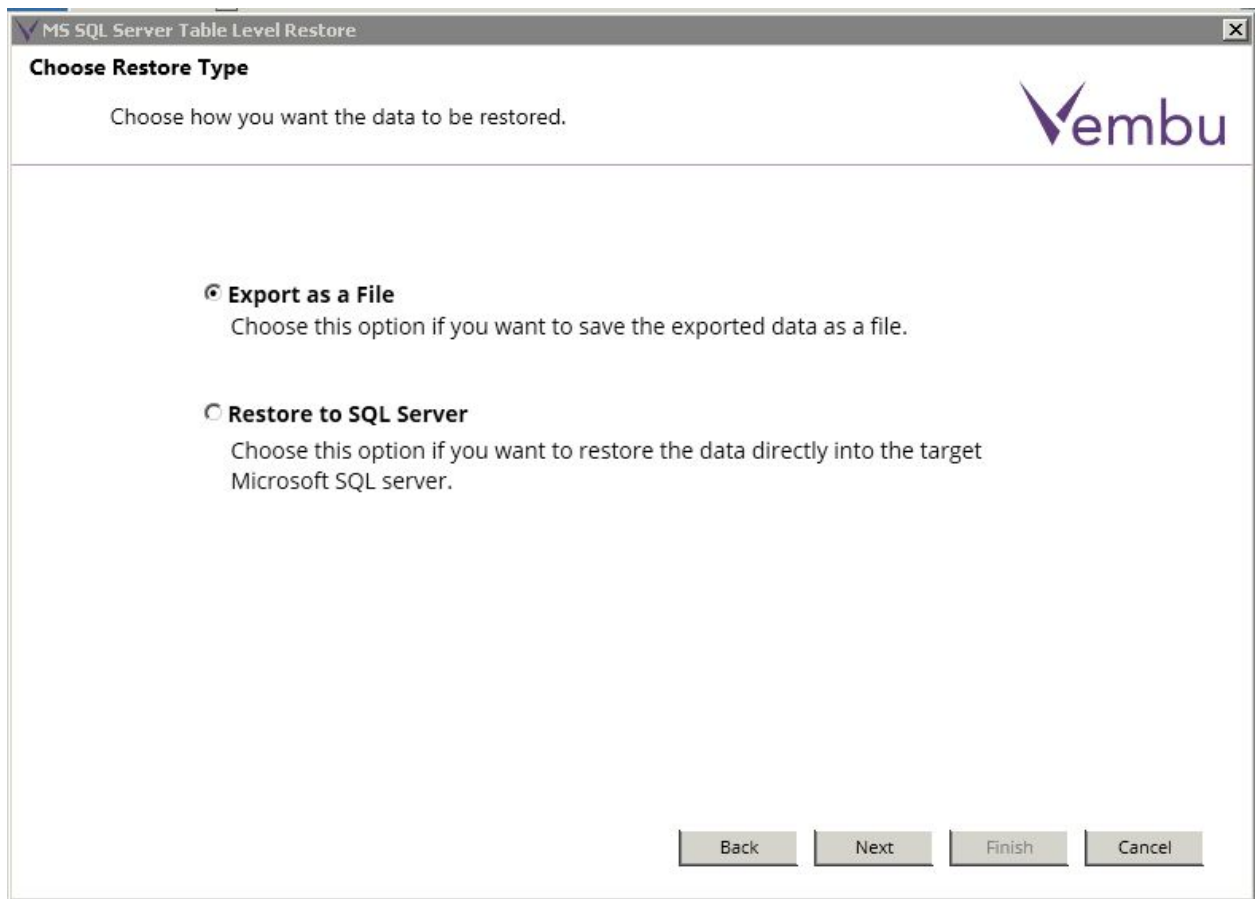 MS SQL Server Table Level Restore
Choose Restore Type
Choose how you want the data to be restored.
Vembu
Export as a File
Choose this option if you want to save the exported data as a file.
Restore to SQL Server
Choose this option if you want to restore the data directly into the target
Microsoft SQL server.
Back Next Finish Cancel